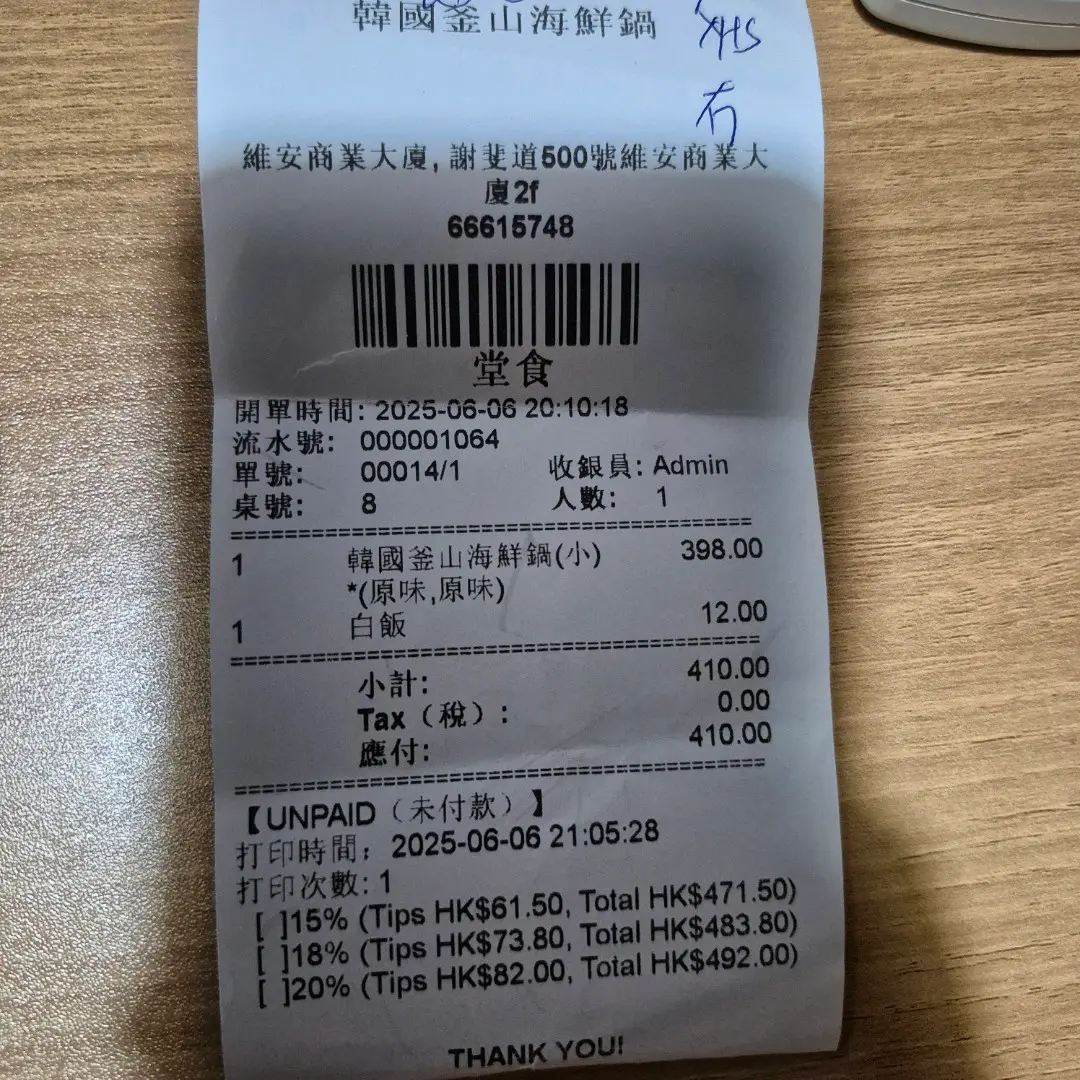 韓國釜山海鮮鍋
XHS
冇
維安商業大廈, 謝斐道500號維安商業大
廈2f
66615748
堂食
開單時間: 2025-06-06 20:10:18
流水號: 000001064
單號: 00014/1 收銀員: Admin
桌號: 8 人數: 1
1 韓國釜山海鮮鍋(小) 398.00
*(原味,原味)
1 白飯 12.00
小計: 410.00
Tax（稅）: 0.00
應付: 410.00
【UNPAID（未付款）】
打印時間: 2025-06-06 21:05:28
打印次數: 1
[ ]15% (Tips HK$61.50, Total HK$471.50)
[ ]18% (Tips HK$73.80, Total HK$483.80)
[ ]20% (Tips HK$82.00, Total HK$492.00)
THANK YOU!